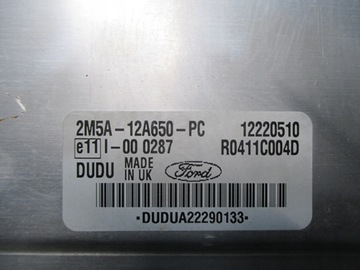 2M5A-12A650-PC 12220510
e11 I-00 0287 R0411C004D
DUDU MADE IN UK Ford
·DUDUA22290133·